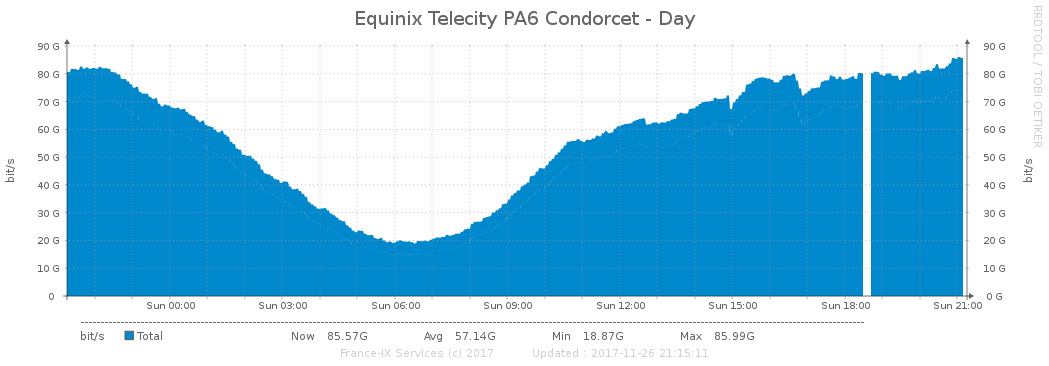 Equinix Telecity PA6 Condorcet - Day
RRDTOOL / TOBI OETIKER
bit/s
90 G 90 G
80 G 80 G
70 G 70 G
60 G 60 G
50 G 50 G
40 G 40 G
30 G 30 G
20 G 20 G
10 G 10 G
0 0 G
bit/s
Sun 00:00 Sun 03:00 Sun 06:00 Sun 09:00 Sun 12:00 Sun 15:00 Sun 18:00 Sun 21:00
bit/s Total Now 85.57G Avg 57.14G Min 18.87G Max 85.99G
France-IX Services (c) 2017 Updated : 2017-11-26 21:15:11